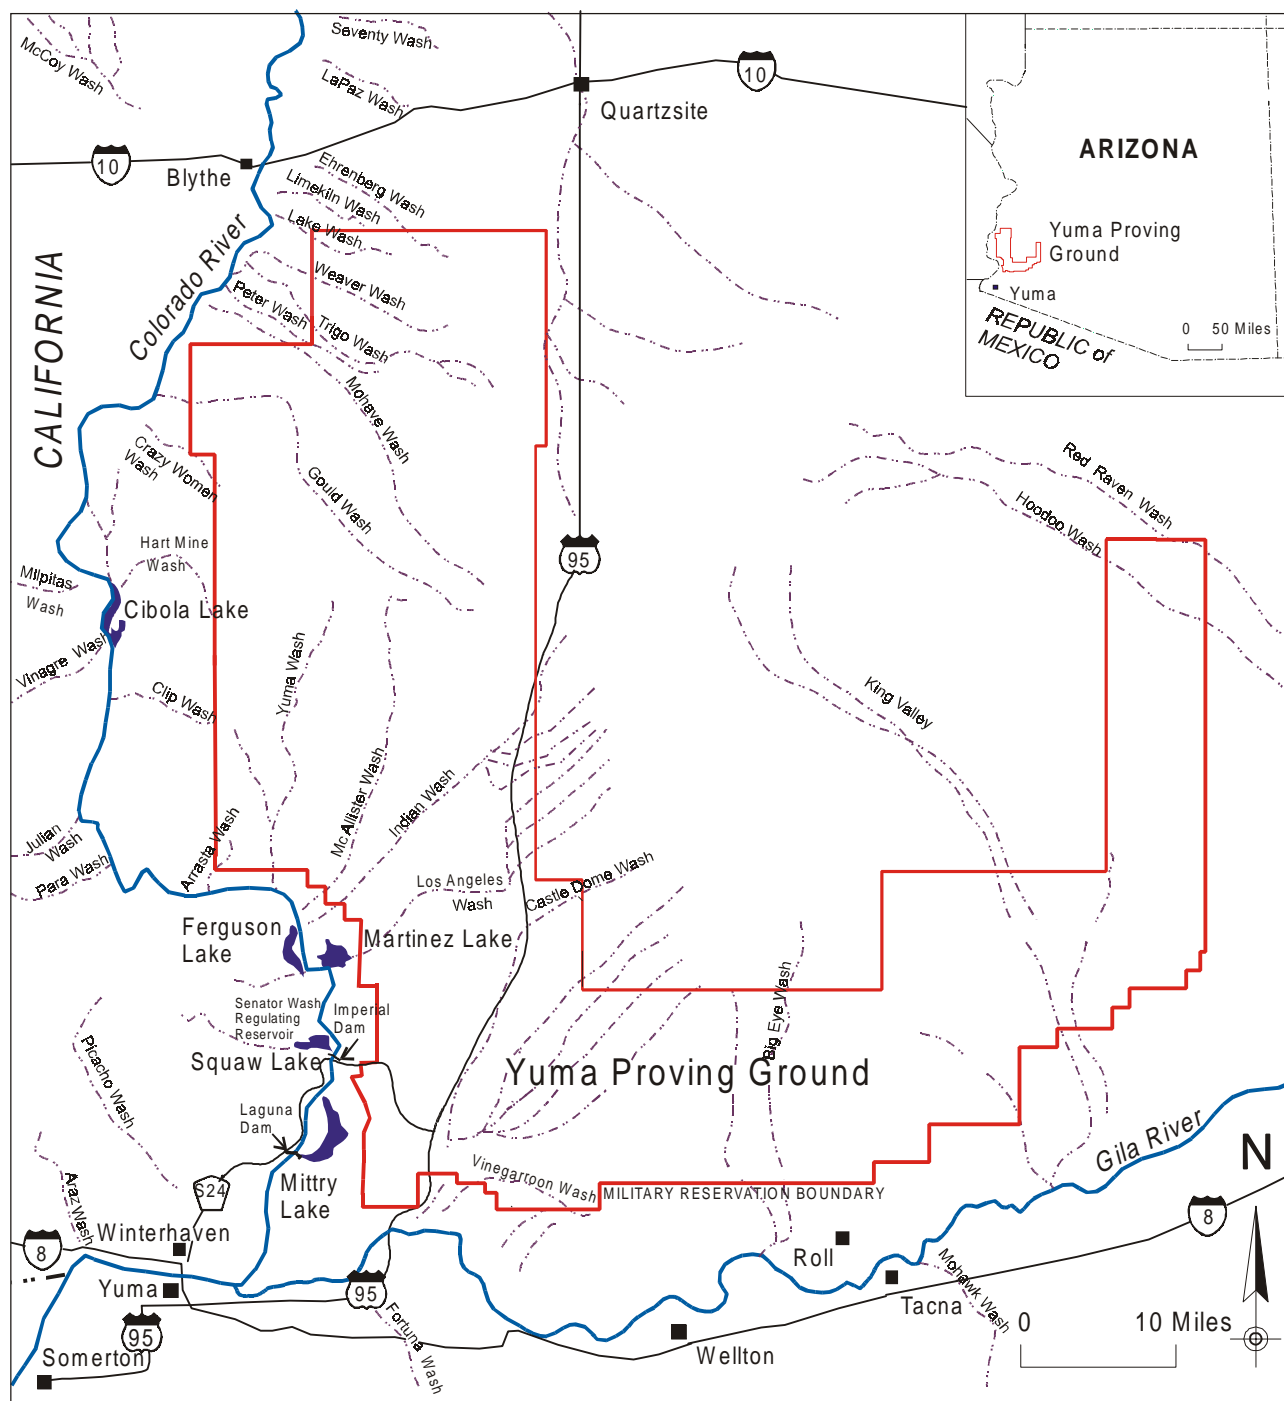 McCoy Wash
Seventy Wash
LaPaz Wash
10
10
Quartzsite
Blythe
Ehrenberg Wash
Limekiln Wash
Lake Wash
Weaver Wash
Peter Wash
Trigo Wash
Mohave Wash
Colorado River
CALIFORNIA
ARIZONA
Yuma Proving
Ground
Yuma
REPUBLIC of
MEXICO
0 50 Miles
Crazy Women
Wash
Gould Wash
Red Raven Wash
Hoodoo Wash
95
Hart Mine
Wash
Milpitas
Wash
Cibola Lake
Vinagre Wash
Clip Wash
Yuma Wash
King Valley
McAllister Wash
Indian Wash
Julian
Wash
Para Wash
Arrasta Wash
Los Angeles
Wash
Castle Dome Wash
Ferguson
Lake
Martinez Lake
Big Eye Wash
Senator Wash
Regulating
Reservoir
Imperial
Dam
Squaw Lake
Yuma Proving Ground
Picacho Wash
Laguna
Dam
Mittry
Lake
Gila River
N
Vinegarroon Wash
MILITARY RESERVATION BOUNDARY
S24
Araz Wash
Winterhaven
8
8
Roll
Yuma
95
95
Mohawk Wash
Tacna
Fortuna Wash
Wellton
Somerton
0 10 Miles